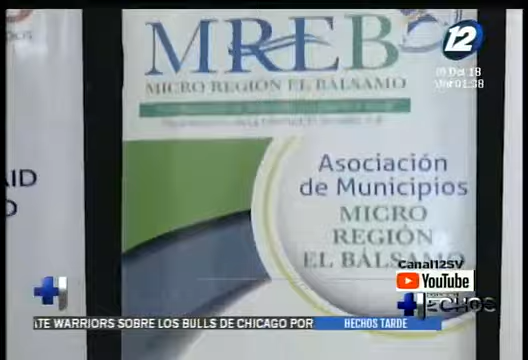 12
MREB
MICRO REGIÓN EL BÁLSAMO
Asociación
de Municipios
MICRO
REGIÓN
EL BÁLSAMO
Canal12SV
YouTube
HECHOS
ATE WARRIORS SOBRE LOS BULLS DE CHICAGO POR
HECHOS TARDE